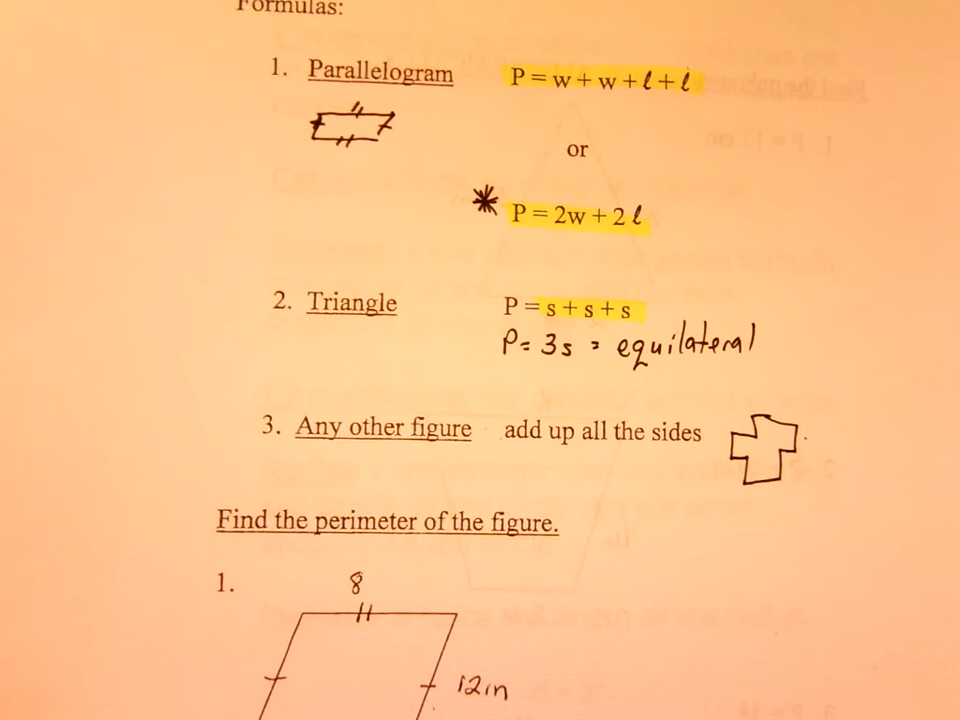 Formulas:
1. Parallelogram P = w + w + ℓ + ℓ
or
* P = 2w + 2 ℓ
2. Triangle P = s + s + s
P = 3s = equilateral
3. Any other figure add up all the sides
Find the perimeter of the figure.
1. 8
12in